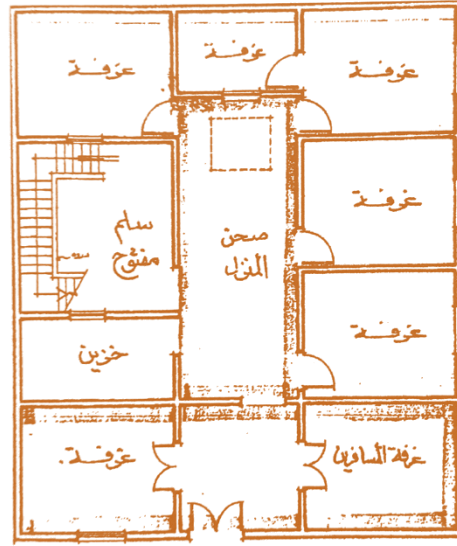 غرفة
غرفة
غرفة
سلم
مفتوح
صحن
المنزل
غرفة
خزين
غرفة
غرفة.
غرفة المسافرين